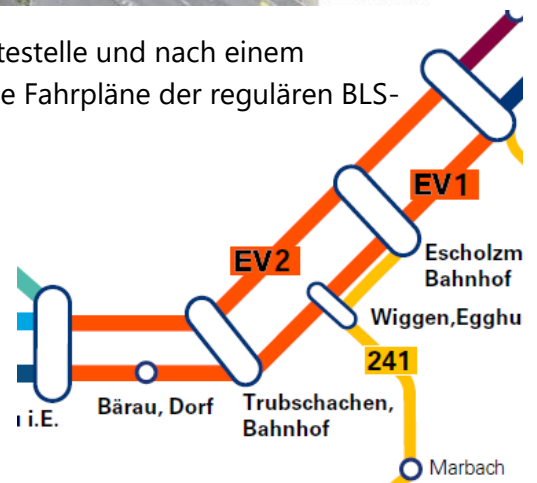 testelle und nach einem
e Fahrpläne der regulären BLS-
EV1
EV2
Escholzm
Bahnhof
Wiggen,Egghu
241
Bärau, Dorf
Trubschachen,
Bahnhof
i.E.
Marbach